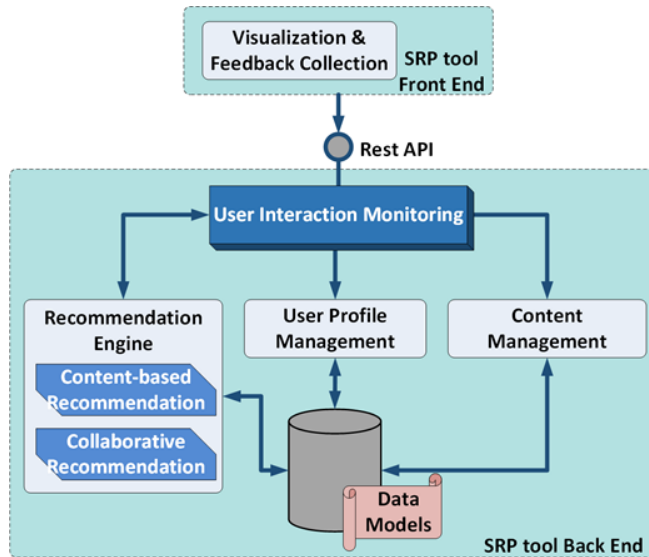 Visualization &
Feedback Collection
SRP tool
Front End
Rest API
User Interaction Monitoring
Recommendation
Engine
Content-based
Recommendation
Collaborative
Recommendation
User Profile
Management
Content
Management
Data
Models
SRP tool Back End